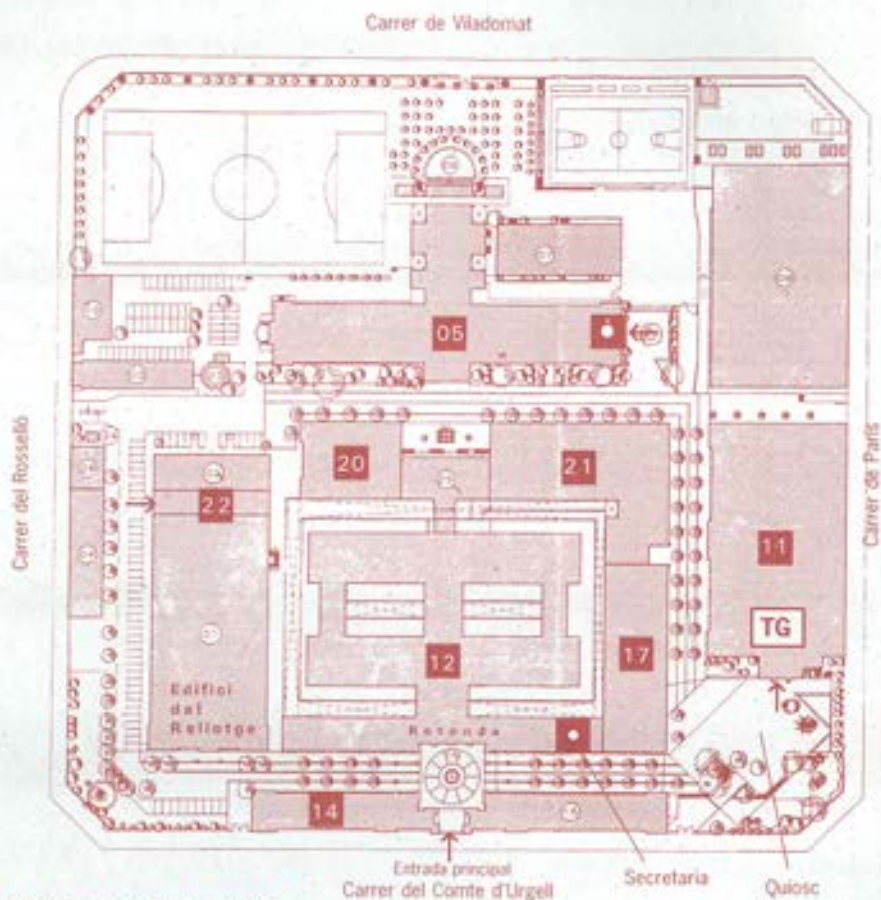 Carrer de Viladomat
05
Carrer del Rosselló
Carrer de París
20
21
22
11
TG
12
17
Edifici
del
Rellotge
Rotonda
14
Entrada principal
Carrer del Comte d'Urgell
Secretaria
Quiosc